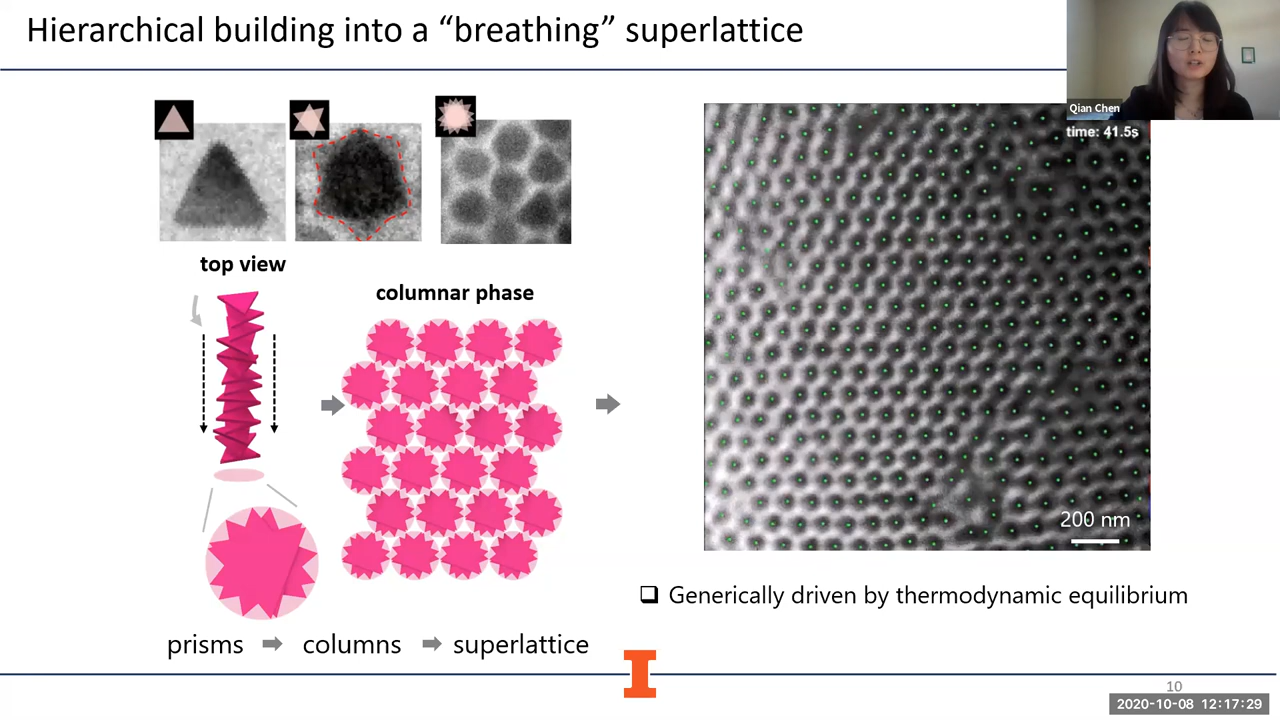 Hierarchical building into a “breathing” superlattice
Qian Chen
time: 41.5s
top view
columnar phase
200 nm
Generically driven by thermodynamic equilibrium
prisms columns superlattice
I
10
2020-10-08 12:17:29